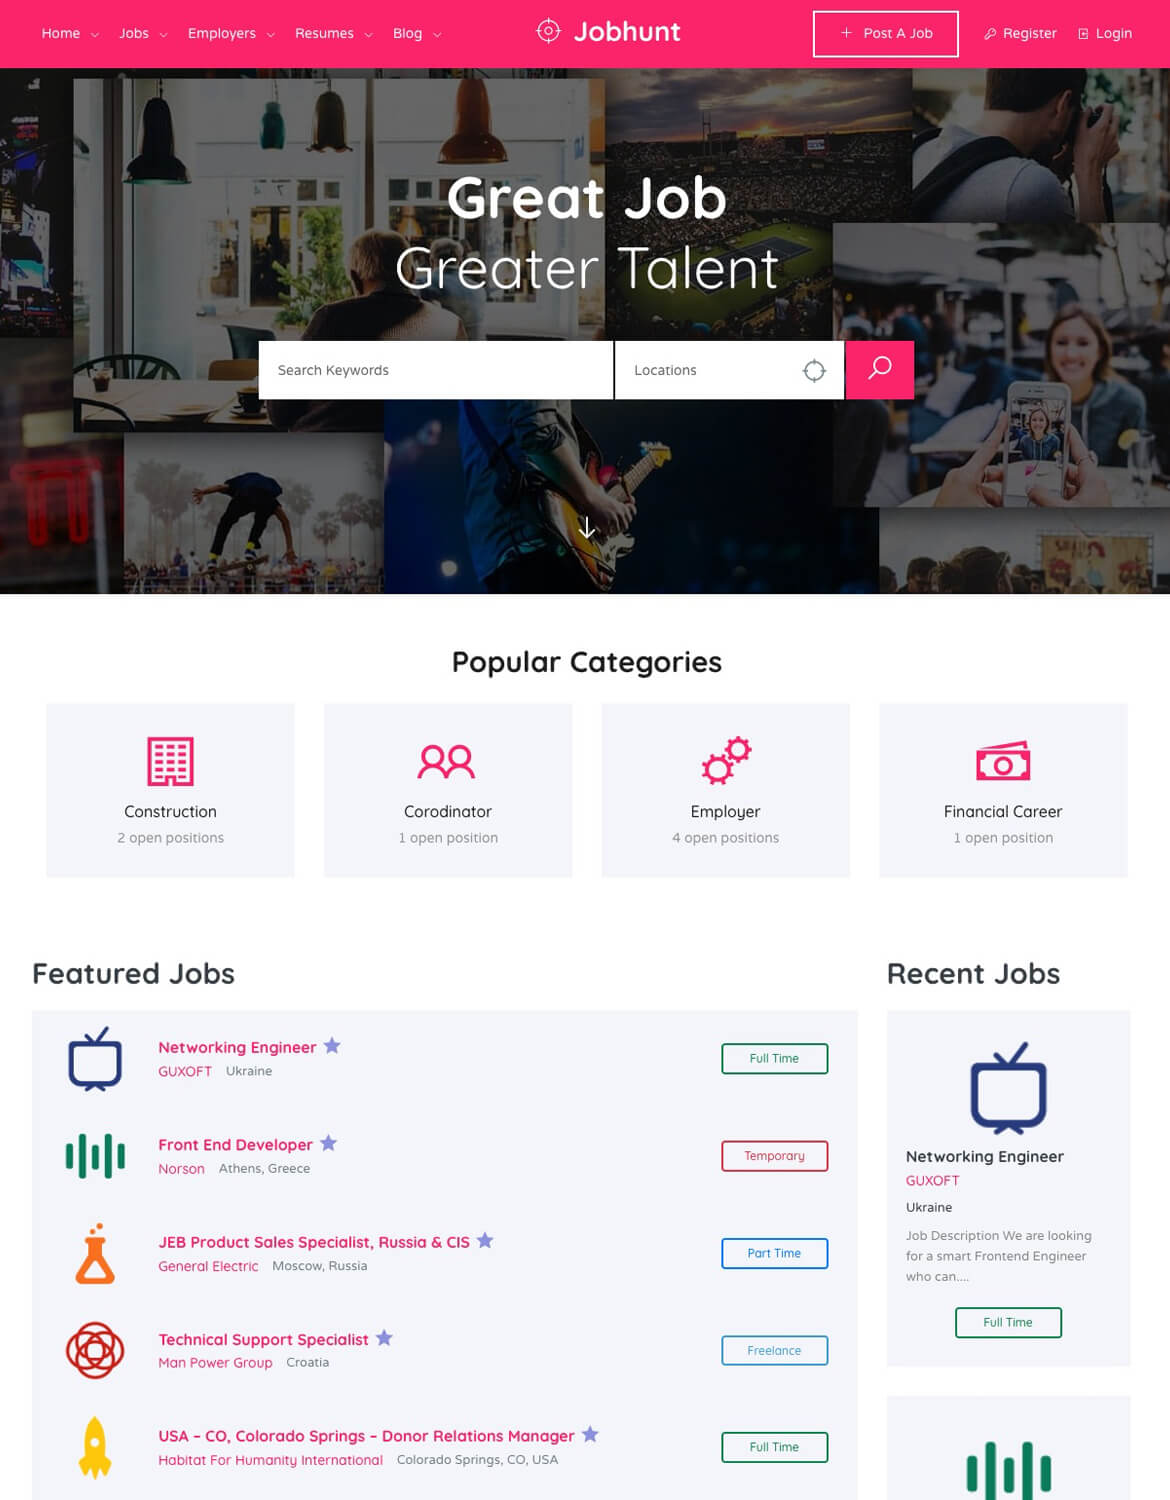 Home Jobs Employers Resumes Blog Jobhunt + Post A Job Register Login
Great Job
Greater Talent
Search Keywords Locations
Popular Categories
Construction
2 open positions
Corodinator
1 open position
Employer
4 open positions
Financial Career
1 open position
Featured Jobs
Networking Engineer
GUXOFT Ukraine
Full Time
Front End Developer
Norson Athens, Greece
Temporary
JEB Product Sales Specialist, Russia & CIS
General Electric Moscow, Russia
Part Time
Technical Support Specialist
Man Power Group Croatia
Freelance
USA – CO, Colorado Springs – Donor Relations Manager
Habitat For Humanity International Colorado Springs, CO, USA
Full Time
Recent Jobs
Networking Engineer
GUXOFT
Ukraine
Job Description We are looking
for a smart Frontend Engineer
who can....
Full Time